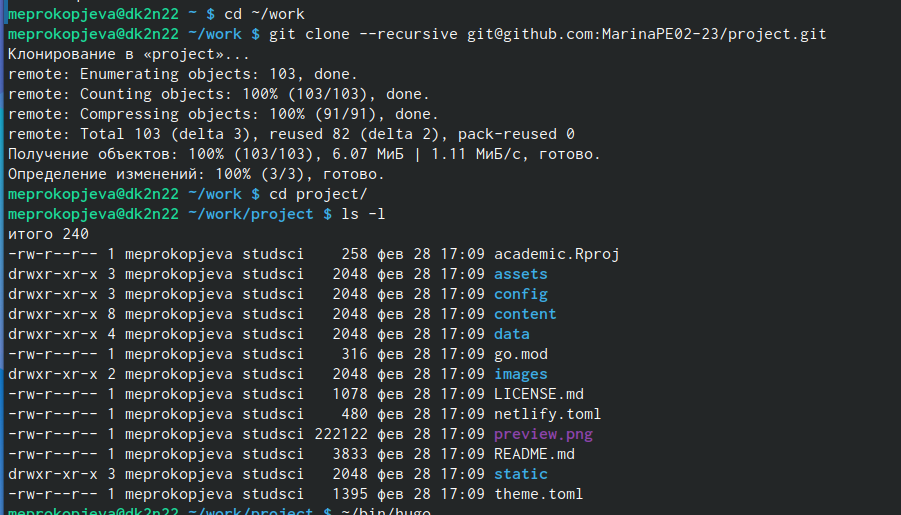 meprokopjeva@dk2n22 ~ $ cd ~/work
meprokopjeva@dk2n22 ~/work $ git clone --recursive git@github.com:MarinaPE02-23/project.git
Клонирование в «project»...
remote: Enumerating objects: 103, done.
remote: Counting objects: 100% (103/103), done.
remote: Compressing objects: 100% (91/91), done.
remote: Total 103 (delta 3), reused 82 (delta 2), pack-reused 0
Получение объектов: 100% (103/103), 6.07 МиБ | 1.11 МиБ/с, готово.
Определение изменений: 100% (3/3), готово.
meprokopjeva@dk2n22 ~/work $ cd project/
meprokopjeva@dk2n22 ~/work/project $ ls -l
итого 240
-rw-r--r-- 1 meprokopjeva studsci    258 фев 28 17:09 academic.Rproj
drwxr-xr-x 3 meprokopjeva studsci   2048 фев 28 17:09 assets
drwxr-xr-x 3 meprokopjeva studsci   2048 фев 28 17:09 config
drwxr-xr-x 8 meprokopjeva studsci   2048 фев 28 17:09 content
drwxr-xr-x 4 meprokopjeva studsci   2048 фев 28 17:09 data
-rw-r--r-- 1 meprokopjeva studsci    316 фев 28 17:09 go.mod
drwxr-xr-x 2 meprokopjeva studsci   2048 фев 28 17:09 images
-rw-r--r-- 1 meprokopjeva studsci   1078 фев 28 17:09 LICENSE.md
-rw-r--r-- 1 meprokopjeva studsci    480 фев 28 17:09 netlify.toml
-rw-r--r-- 1 meprokopjeva studsci 222122 фев 28 17:09 preview.png
-rw-r--r-- 1 meprokopjeva studsci   3833 фев 28 17:09 README.md
drwxr-xr-x 3 meprokopjeva studsci   2048 фев 28 17:09 static
-rw-r--r-- 1 meprokopjeva studsci   1395 фев 28 17:09 theme.toml
meprokopjeva@dk2n22 ~/work/project $ ~/bin/hugo